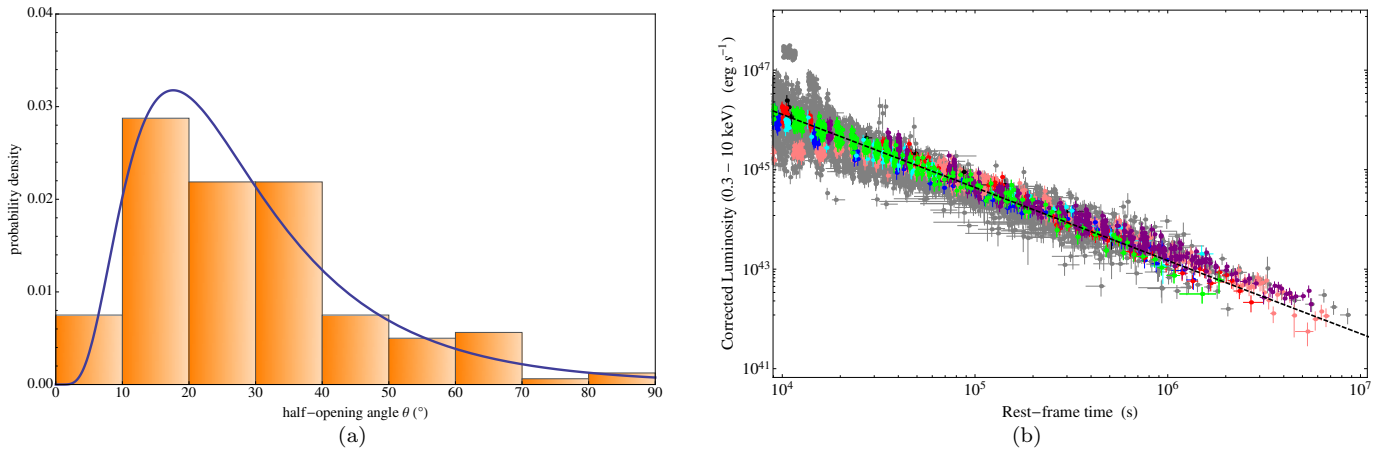 0.04
0.03
0.02
0.01
0.00
probability density
0 10 20 30 40 50 60 70 80 90
half−opening angle θ (°)
(a)
10^47
10^45
10^43
10^41
Corrected Luminosity (0.3 − 10 keV) (erg s^−1)
10^4 10^5 10^6 10^7
Rest−frame time (s)
(b)